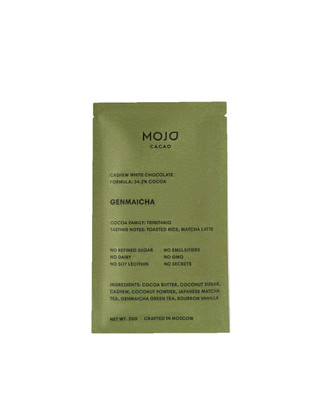 MOJO
CACAO
CASHEW WHITE CHOCOLATE
FORMULA: 34,2% COCOA
GENMAICHA
COCOA FAMILY: TRINITARIO
TASTING NOTES: TOASTED RICE, MATCHA LATTE
NO REFINED SUGAR NO EMULSIFIERS
NO DAIRY NO GMO
NO SOY LECITHIN NO SECRETS
INGREDIENTS: COCOA BUTTER, COCONUT SUGAR,
CASHEW, COCONUT POWDER, JAPANESE MATCHA
TEA, GENMAICHA GREEN TEA, BOURBON VANILLA
NET WT. CRAFTED IN MOSCOW